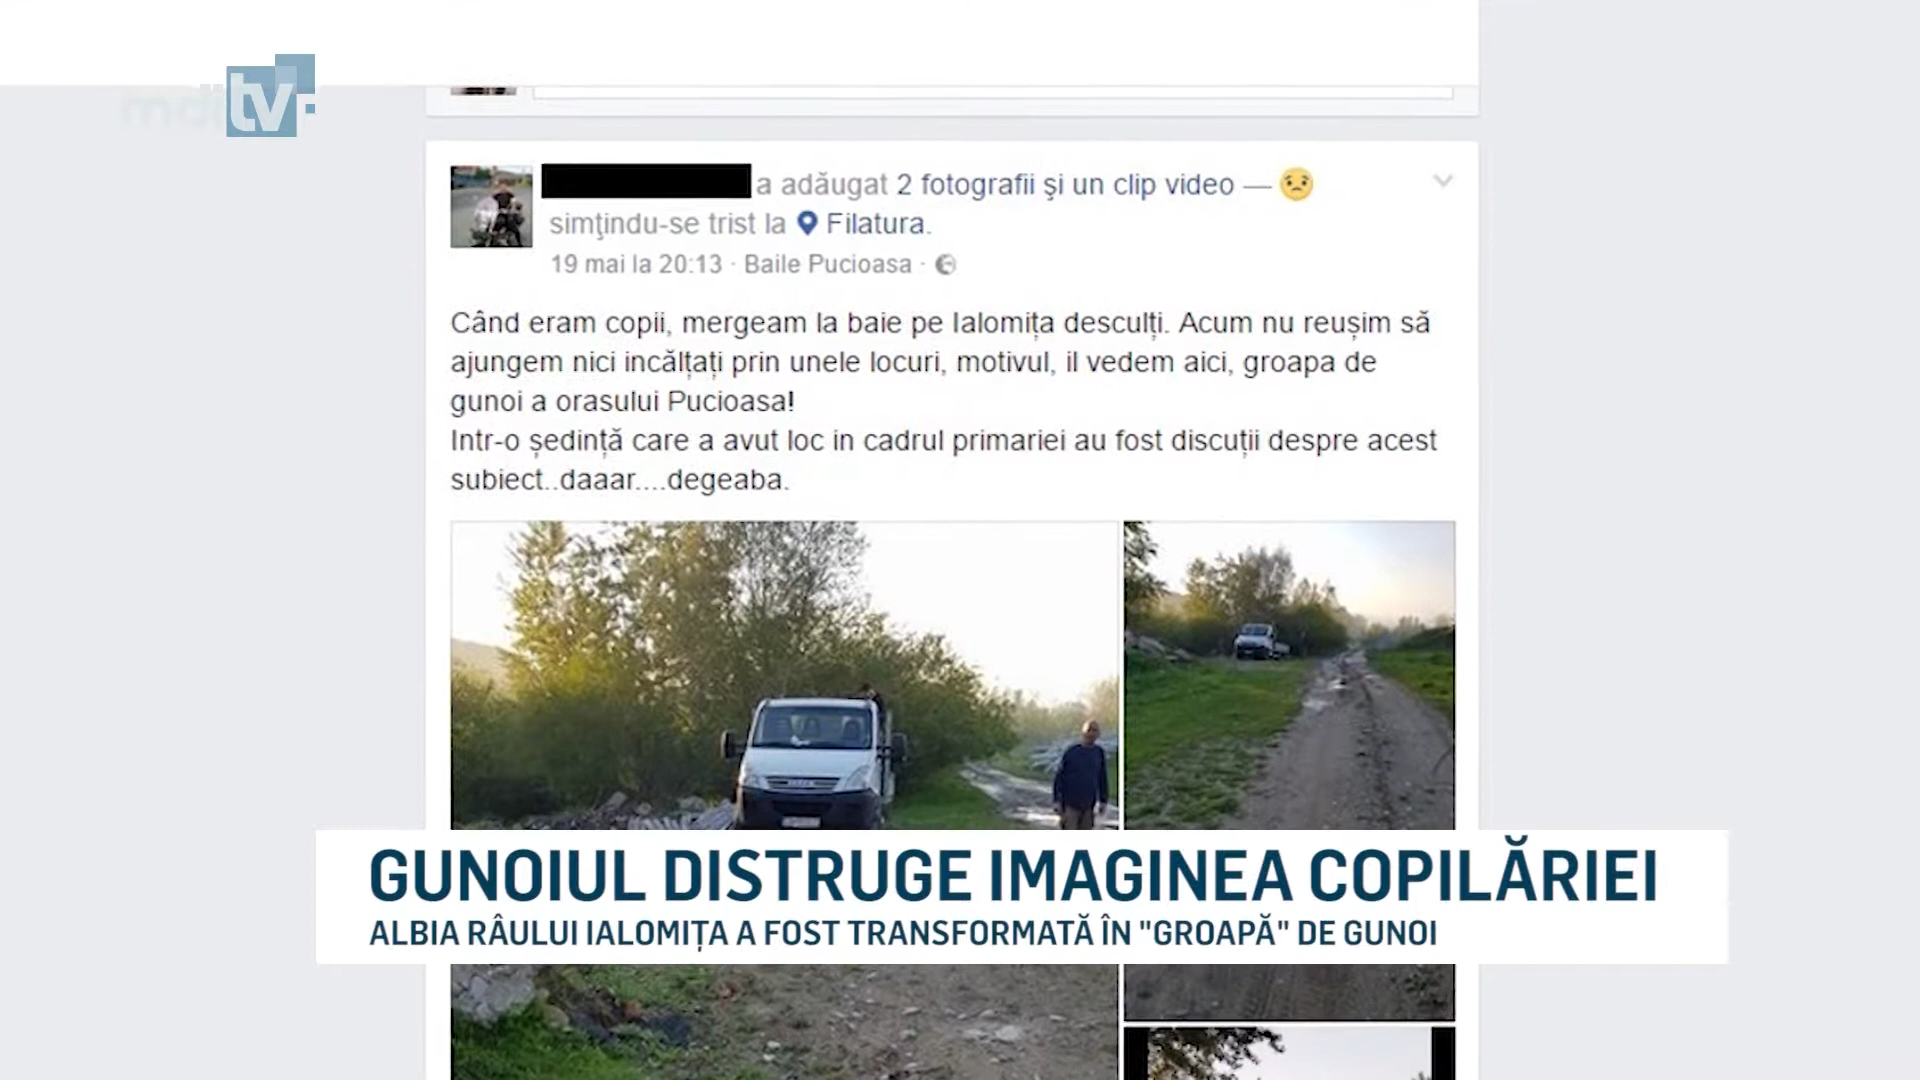 tv
a adăugat 2 fotografii şi un clip video —
simţindu-se trist la Filatura.
19 mai la 20:13 · Baile Pucioasa ·
Când eram copii, mergeam la baie pe Ialomița desculți. Acum nu reușim să
ajungem nici incălțați prin unele locuri, motivul, il vedem aici, groapa de
gunoi a orasului Pucioasa!
Intr-o ședință care a avut loc in cadrul primariei au fost discuții despre acest
subiect..daaar....degeaba.
GUNOIUL DISTRUGE IMAGINEA COPILĂRIEI
ALBIA RÂULUI IALOMIȚA A FOST TRANSFORMATĂ ÎN "GROAPĂ" DE GUNOI